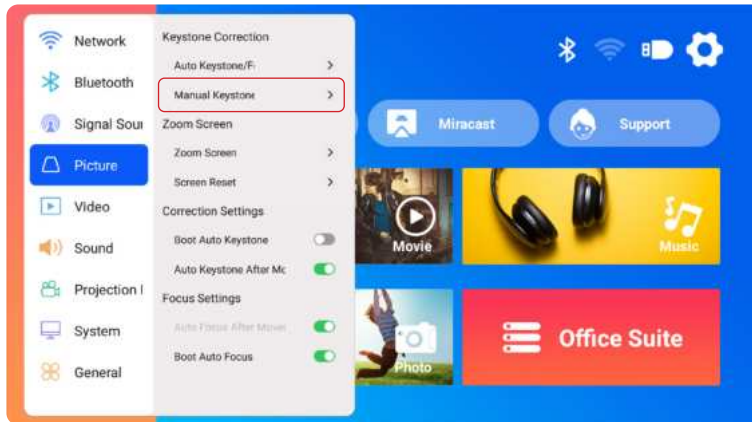 Network
Bluetooth
Signal Sour
Picture
Video
Sound
Projection I
System
General
Keystone Correction
Auto Keystone/F
Manual Keystone
Zoom Screen
Zoom Screen
Screen Reset
Correction Settings
Boot Auto Keystone
Auto Keystone After Mc
Focus Settings
Auto Focus After Move
Boot Auto Focus
Miracast
Support
Movie
Music
Photo
Office Suite